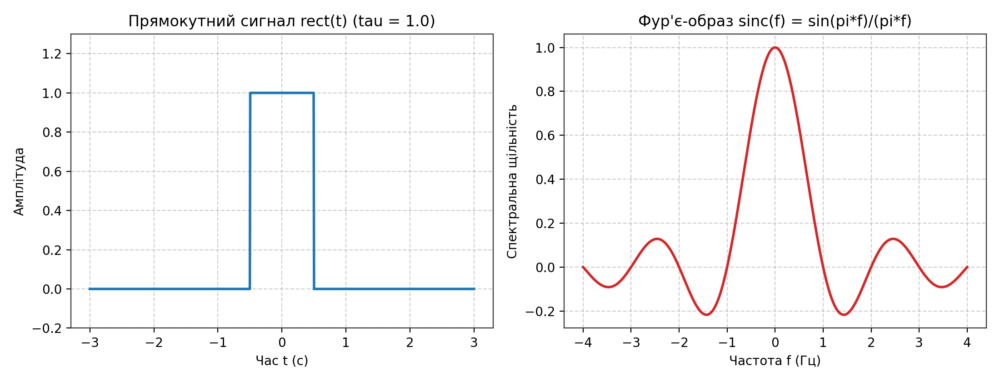 Прямокутний сигнал rect(t) (tau = 1.0)
1.2
1.0
0.8
0.6
0.4
0.2
0.0
−0.2
Амплітуда
−3 −2 −1 0 1 2 3
Час t (с)
Фур'є-образ sinc(f) = sin(pi*f)/(pi*f)
1.0
0.8
0.6
0.4
0.2
0.0
−0.2
Спектральна щільність
−4 −3 −2 −1 0 1 2 3 4
Частота f (Гц)